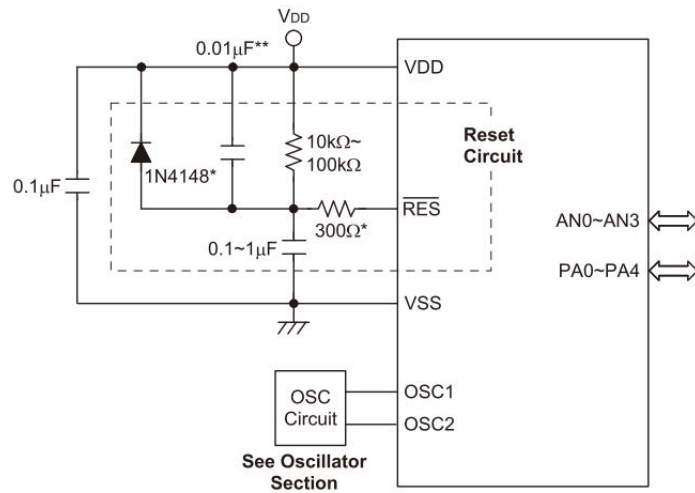 VDD
0.01μF**
VDD
Reset
Circuit
10kΩ~
100kΩ
1N4148*
0.1μF
RES
300Ω*
AN0~AN3
0.1~1μF
PA0~PA4
VSS
OSC
Circuit
OSC1
OSC2
See Oscillator
Section